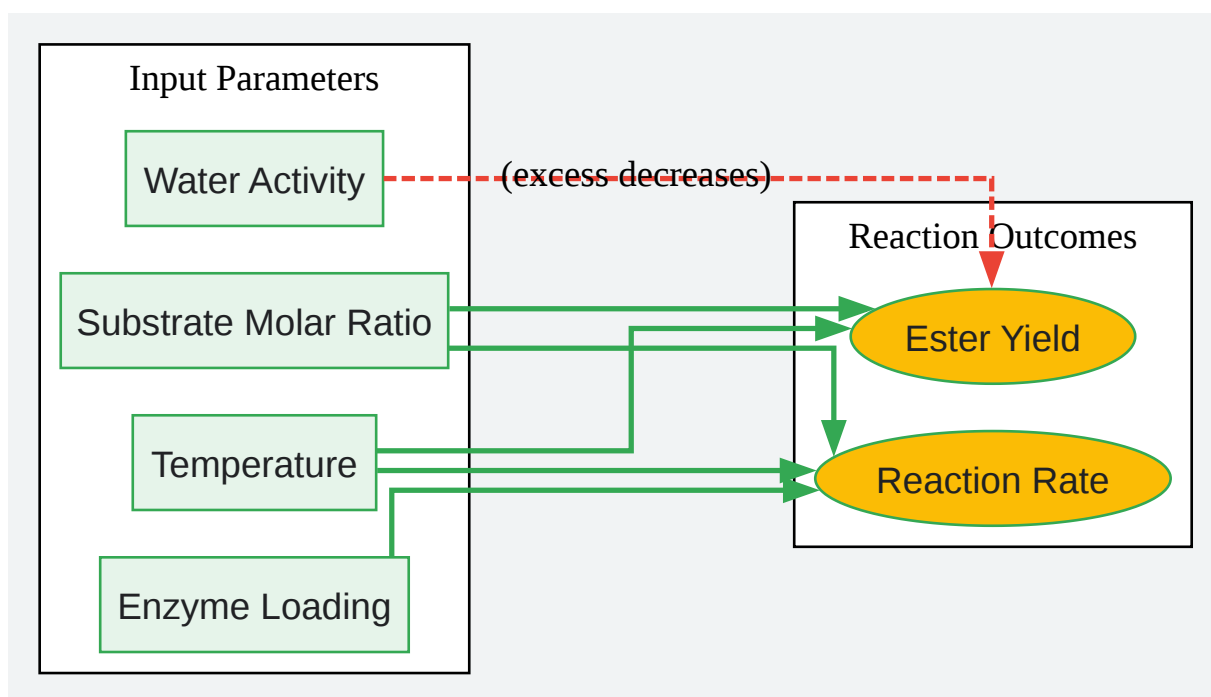 Input Parameters
Water Activity
(excess decreases)
Substrate Molar Ratio
Temperature
Enzyme Loading
Reaction Outcomes
Ester Yield
Reaction Rate